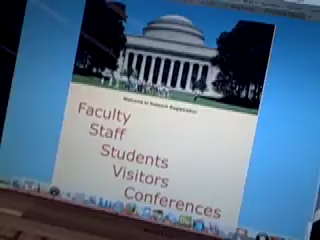 Welcome to Network Registration
Faculty
Staff
Students
Visitors
Conferences